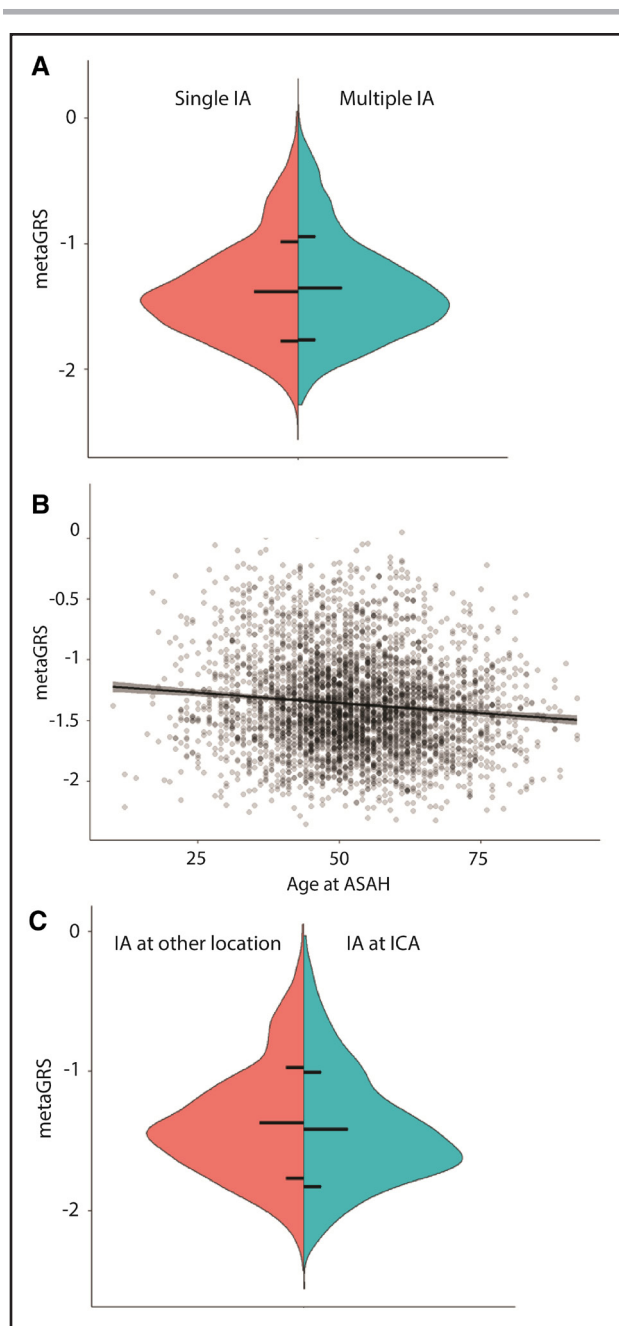 A
Single IA
Multiple IA
0
-1
-2
metaGRS
B
0
-0.5
-1
-1.5
-2
metaGRS
25
50
75
Age at ASAH
C
IA at other location
IA at ICA
0
-1
-2
metaGRS